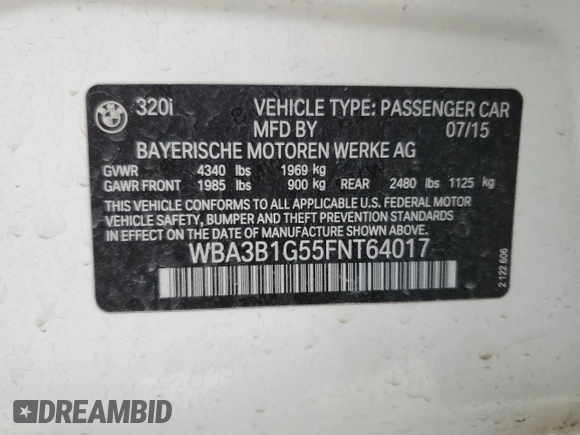 320i VEHICLE TYPE: PASSENGER CAR
MFD BY 07/15
BAYERISCHE MOTOREN WERKE AG
GVWR 4340 lbs 1969 kg
GAWR FRONT 1985 lbs 900 kg REAR 2480 lbs 1125 kg
THIS VEHICLE CONFORMS TO ALL APPLICABLE U.S. FEDERAL MOTOR
VEHICLE SAFETY, BUMPER AND THEFT PREVENTION STANDARDS
IN EFFECT ON THE DATE OF MANUFACTURE SHOWN ABOVE.
WBA3B1G55FNT64017
2 122 606
DREAMBID